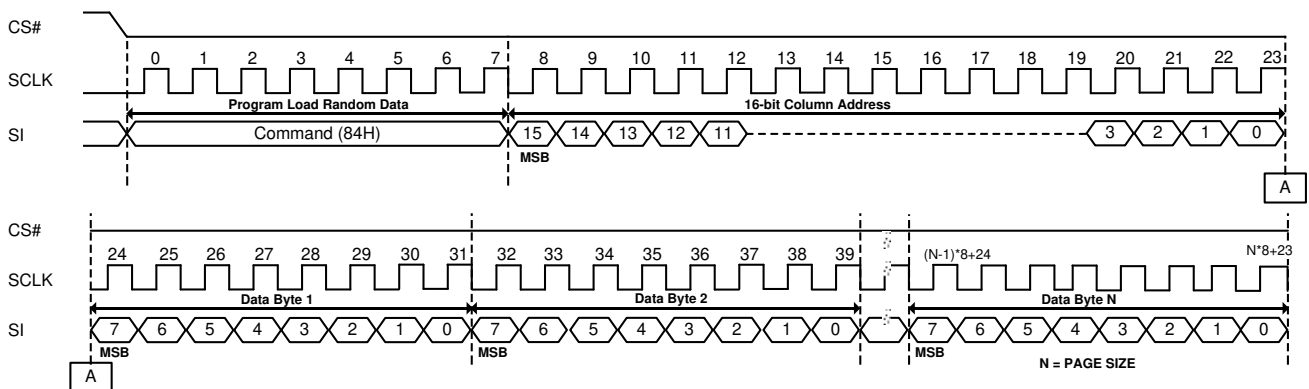 CS#
0 1 2 3 4 5 6 7 8 9 10 11 12 13 14 15 16 17 18 19 20 21 22 23
SCLK
Program Load Random Data 16-bit Column Address
SI Command (84H) 15 14 13 12 11 3 2 1 0
MSB
A
CS#
24 25 26 27 28 29 30 31 32 33 34 35 36 37 38 39 (N-1)*8+24 N*8+23
SCLK
Data Byte 1 Data Byte 2 Data Byte N
SI 7 6 5 4 3 2 1 0 7 6 5 4 3 2 1 0 7 6 5 4 3 2 1 0
MSB MSB MSB
N = PAGE SIZE
A